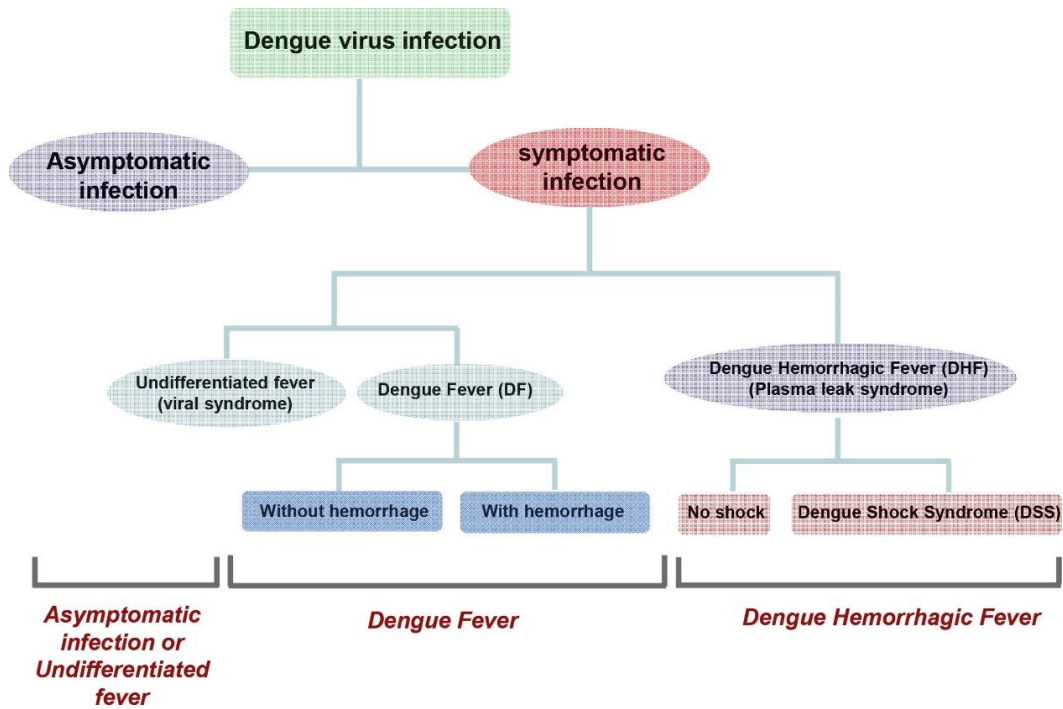 Dengue virus infection
Asymptomatic
infection
symptomatic
infection
Undifferentiated fever
(viral syndrome)
Dengue Fever (DF)
Dengue Hemorrhagic Fever (DHF)
(Plasma leak syndrome)
Without hemorrhage
With hemorrhage
No shock
Dengue Shock Syndrome (DSS)
Asymptomatic
infection or
Undifferentiated
fever
Dengue Fever
Dengue Hemorrhagic Fever